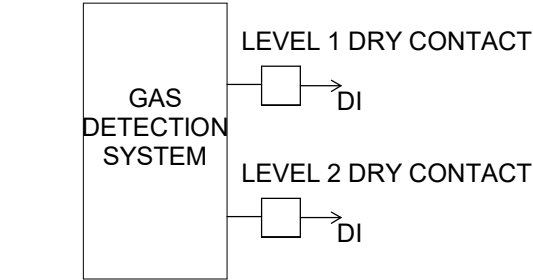 LEVEL 1 DRY CONTACT
DI
GAS
DETECTION
SYSTEM
LEVEL 2 DRY CONTACT
DI